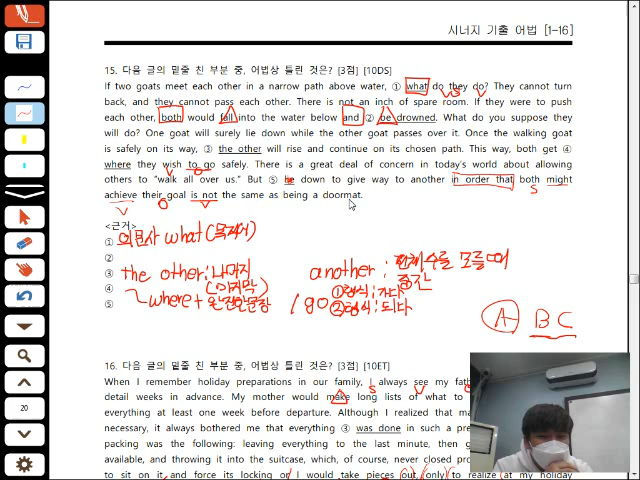 시너지 기출 어법 [1-16]
15. 다음 글의 밑줄 친 부분 중, 어법상 틀린 것은? [3점] [10DS]
If two goats meet each other in a narrow path above water, ① what do they do? They cannot turn
back, and they cannot pass each other. There is not an inch of spare room. If they were to push
each other, both would fall into the water below and ② be drowned. What do you suppose they
will do? One goat will surely lie down while the other goat passes over it. Once the walking goat
is safely on its way, ③ the other will rise and continue on its chosen path. This way, both get ④
where they wish to go safely. There is a great deal of concern in today's world about allowing
others to "walk all over us." But ⑤ down to give way to another in order that both might
achieve their goal is not the same as being a doormat.
V S V
V O S
V O V
<근거>
① 의문사 what (목적어)
②
③ the other : 나머지 another : 전체 수를 모를 때
(마지막) 중간
④ where + 완전한문장 / go ①형식 : 가다
⑤ ②형식 : 되다
A B C
16. 다음 글의 밑줄 친 부분 중, 어법상 틀린 것은? [3점] [10ET]
When I remember holiday preparations in our family, I always see my
detail weeks in advance. My mother would make long lists of what to
everything at least one week before departure. Although I realized that
necessary, it always bothered me that everything ③ was done in such a
packing was the following: leaving everything to the last minute, then
available, and throwing it into the suitcase, which, of course, never closed
to sit on it and force its locking or I would take pieces out, only to realize at my holiday
20